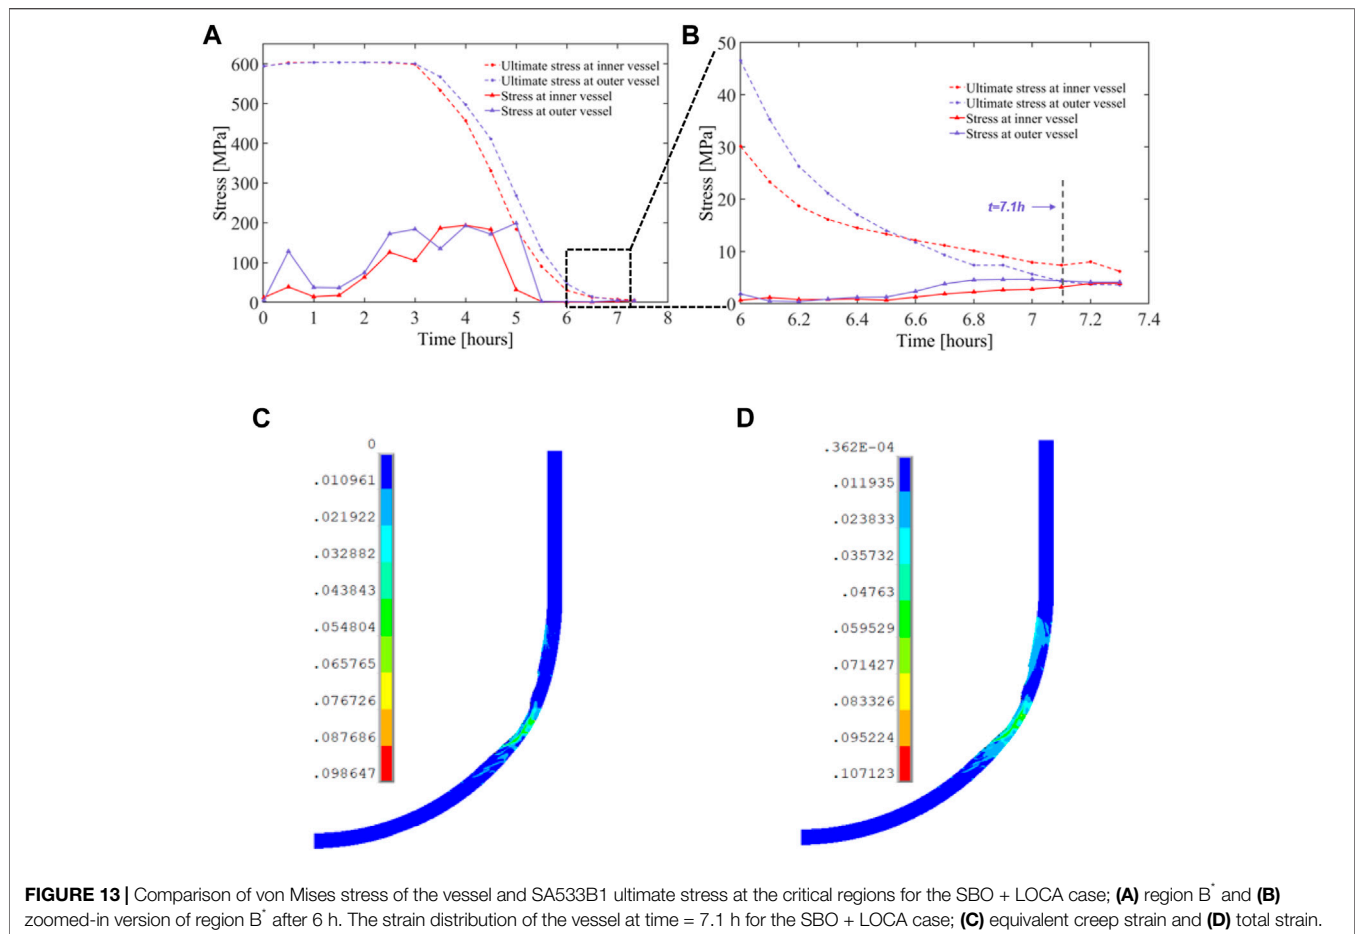 A
600
500
400
300
200
100
0
Stress [MPa]
0 1 2 3 4 5 6 7 8
Time [hours]
Ultimate stress at inner vessel
Ultimate stress at outer vessel
Stress at inner vessel
Stress at outer vessel
B
50
40
30
20
10
0
Stress [MPa]
6 6.2 6.4 6.6 6.8 7 7.2 7.4
Time [hours]
Ultimate stress at inner vessel
Ultimate stress at outer vessel
Stress at inner vessel
Stress at outer vessel
t=7.1h
C
0
.010961
.021922
.032882
.043843
.054804
.065765
.076726
.087686
.098647
D
.362E-04
.011935
.023833
.035732
.04763
.059529
.071427
.083326
.095224
.107123
FIGURE 13 | Comparison of von Mises stress of the vessel and SA533B1 ultimate stress at the critical regions for the SBO + LOCA case; (A) region B* and (B)
zoomed-in version of region B* after 6 h. The strain distribution of the vessel at time = 7.1 h for the SBO + LOCA case; (C) equivalent creep strain and (D) total strain.